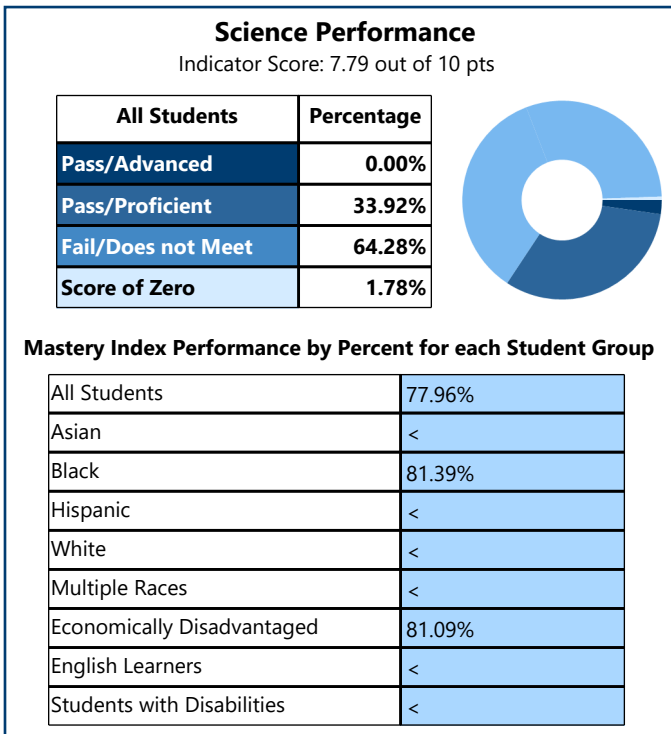 Science Performance
Indicator Score: 7.79 out of 10 pts
All Students Percentage
Pass/Advanced 0.00%
Pass/Proficient 33.92%
Fail/Does not Meet 64.28%
Score of Zero 1.78%
Mastery Index Performance by Percent for each Student Group
All Students 77.96%
Asian <
Black 81.39%
Hispanic <
White <
Multiple Races <
Economically Disadvantaged 81.09%
English Learners <
Students with Disabilities <